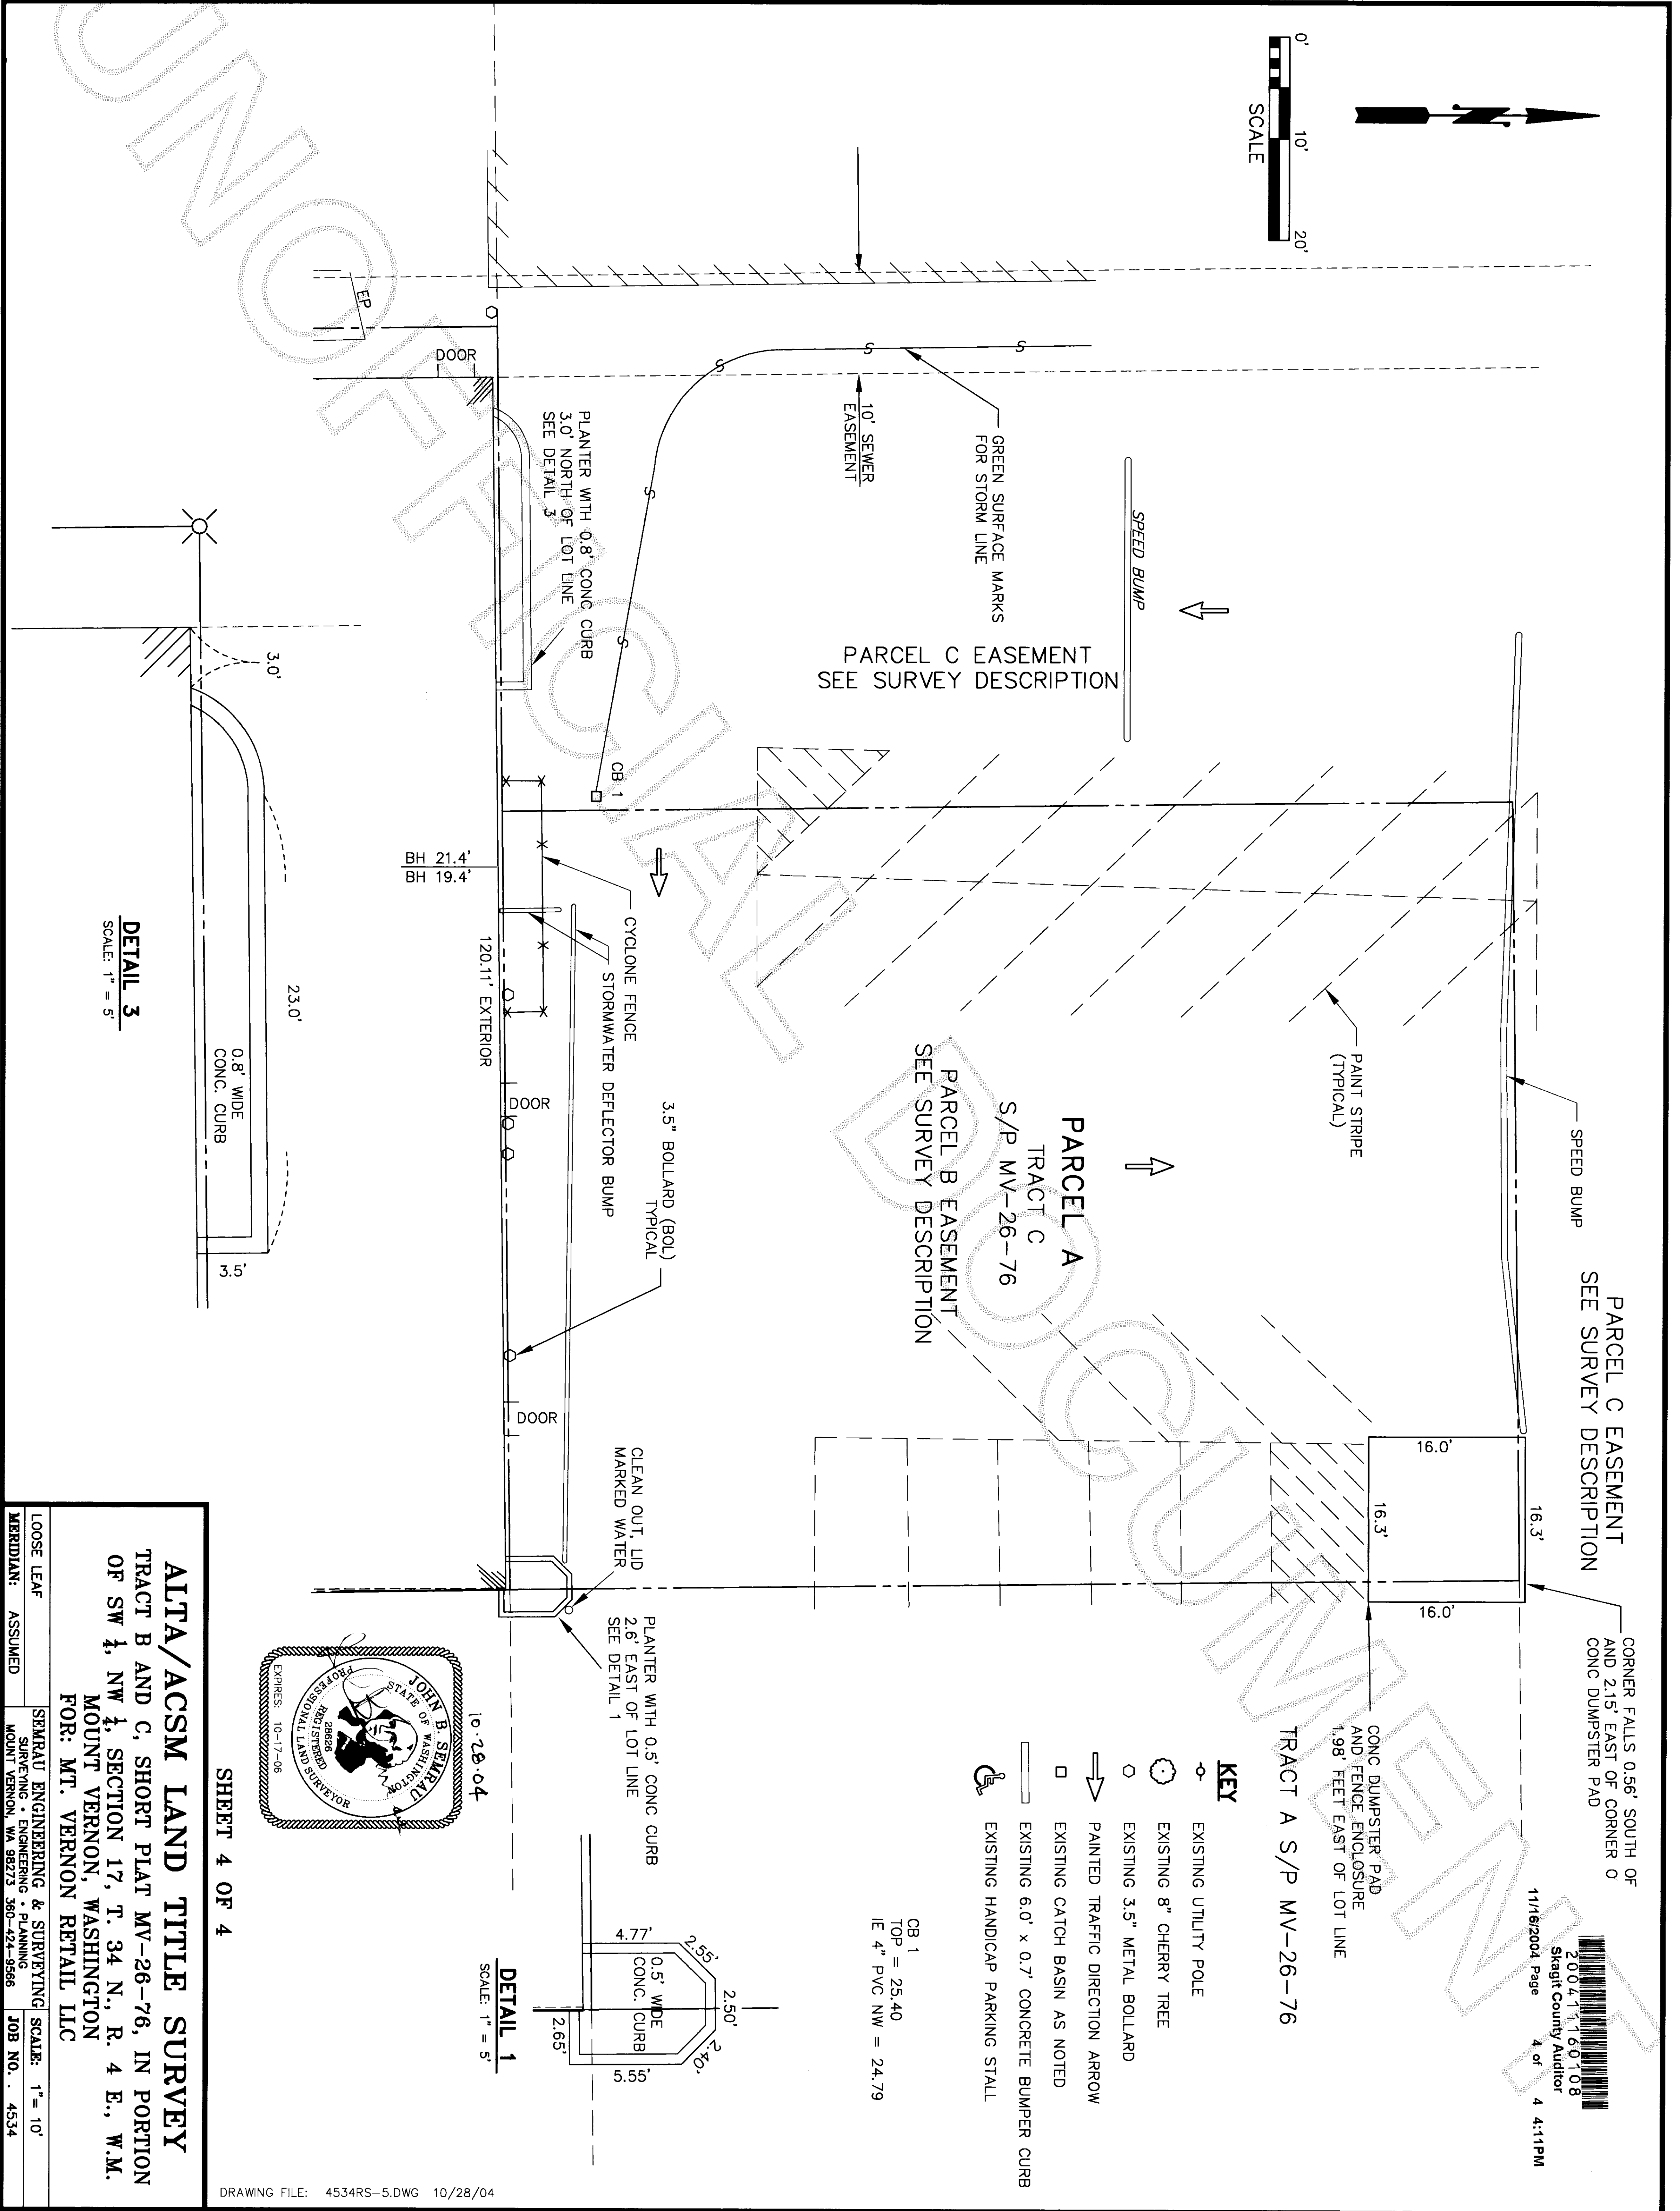 UNOFFICIAL DOCUMENT
200411160108
Skagit County Auditor
11/16/2004 Page 4 of 4 4:11PM
0' 10' 20'
SCALE
PARCEL C EASEMENT
SEE SURVEY DESCRIPTION
CORNER FALLS 0.56' SOUTH OF
AND 2.15' EAST OF CORNER O
CONC DUMPSTER PAD
SPEED BUMP
16.3'
16.0'
16.0'
16.3'
CONC DUMPSTER PAD
AND FENCE ENCLOSURE
1.98' FEET EAST OF LOT LINE
TRACT A S/P MV-26-76
PAINT STRIPE
(TYPICAL)
SPEED BUMP
PARCEL C EASEMENT
SEE SURVEY DESCRIPTION
GREEN SURFACE MARKS
FOR STORM LINE
10' SEWER
EASEMENT
S
S
S
S
S
PARCEL A
TRACT C
S/P MV-26-76
PARCEL B EASEMENT
SEE SURVEY DESCRIPTION
KEY
EXISTING UTILITY POLE
EXISTING 8" CHERRY TREE
EXISTING 3.5" METAL BOLLARD
PAINTED TRAFFIC DIRECTION ARROW
EXISTING CATCH BASIN AS NOTED
EXISTING 6.0' x 0.7' CONCRETE BUMPER CURB
EXISTING HANDICAP PARKING STALL
CB 1
TOP = 25.40
IE 4" PVC NW = 24.79
CB 1
PLANTER WITH 0.8' CONC CURB
3.0' NORTH OF LOT LINE
SEE DETAIL 3
EP
DOOR
CYCLONE FENCE
STORMWATER DEFLECTOR BUMP
3.5" BOLLARD (BOL)
TYPICAL
BH 21.4'
BH 19.4'
120.11' EXTERIOR
DOOR
DOOR
CLEAN OUT, LID
MARKED WATER
PLANTER WITH 0.5' CONC CURB
2.6' EAST OF LOT LINE
SEE DETAIL 1
4.77'
2.55'
2.50'
2.40'
5.55'
2.65'
0.5' WIDE
CONC. CURB
DETAIL 1
SCALE: 1" = 5'
3.0'
23.0'
3.5'
0.8' WIDE
CONC. CURB
DETAIL 3
SCALE: 1" = 5'
10·28·04
JOHN B. SEMRAU
STATE OF WASHINGTON
28626
REGISTERED
PROFESSIONAL LAND SURVEYOR
EXPIRES: 10-17-06
SHEET 4 OF 4
ALTA/ACSM LAND TITLE SURVEY
TRACT B AND C, SHORT PLAT MV-26-76, IN PORTION
OF SW ¼, NW ¼, SECTION 17, T. 34 N., R. 4 E., W.M.
MOUNT VERNON, WASHINGTON
FOR: MT. VERNON RETAIL LLC
LOOSE LEAF
MERIDIAN: ASSUMED
SEMRAU ENGINEERING & SURVEYING
SURVEYING • ENGINEERING • PLANNING
MOUNT VERNON, WA 98273 360-424-9566
SCALE: 1"= 10'
JOB NO. . 4534
DRAWING FILE: 4534RS-5.DWG 10/28/04